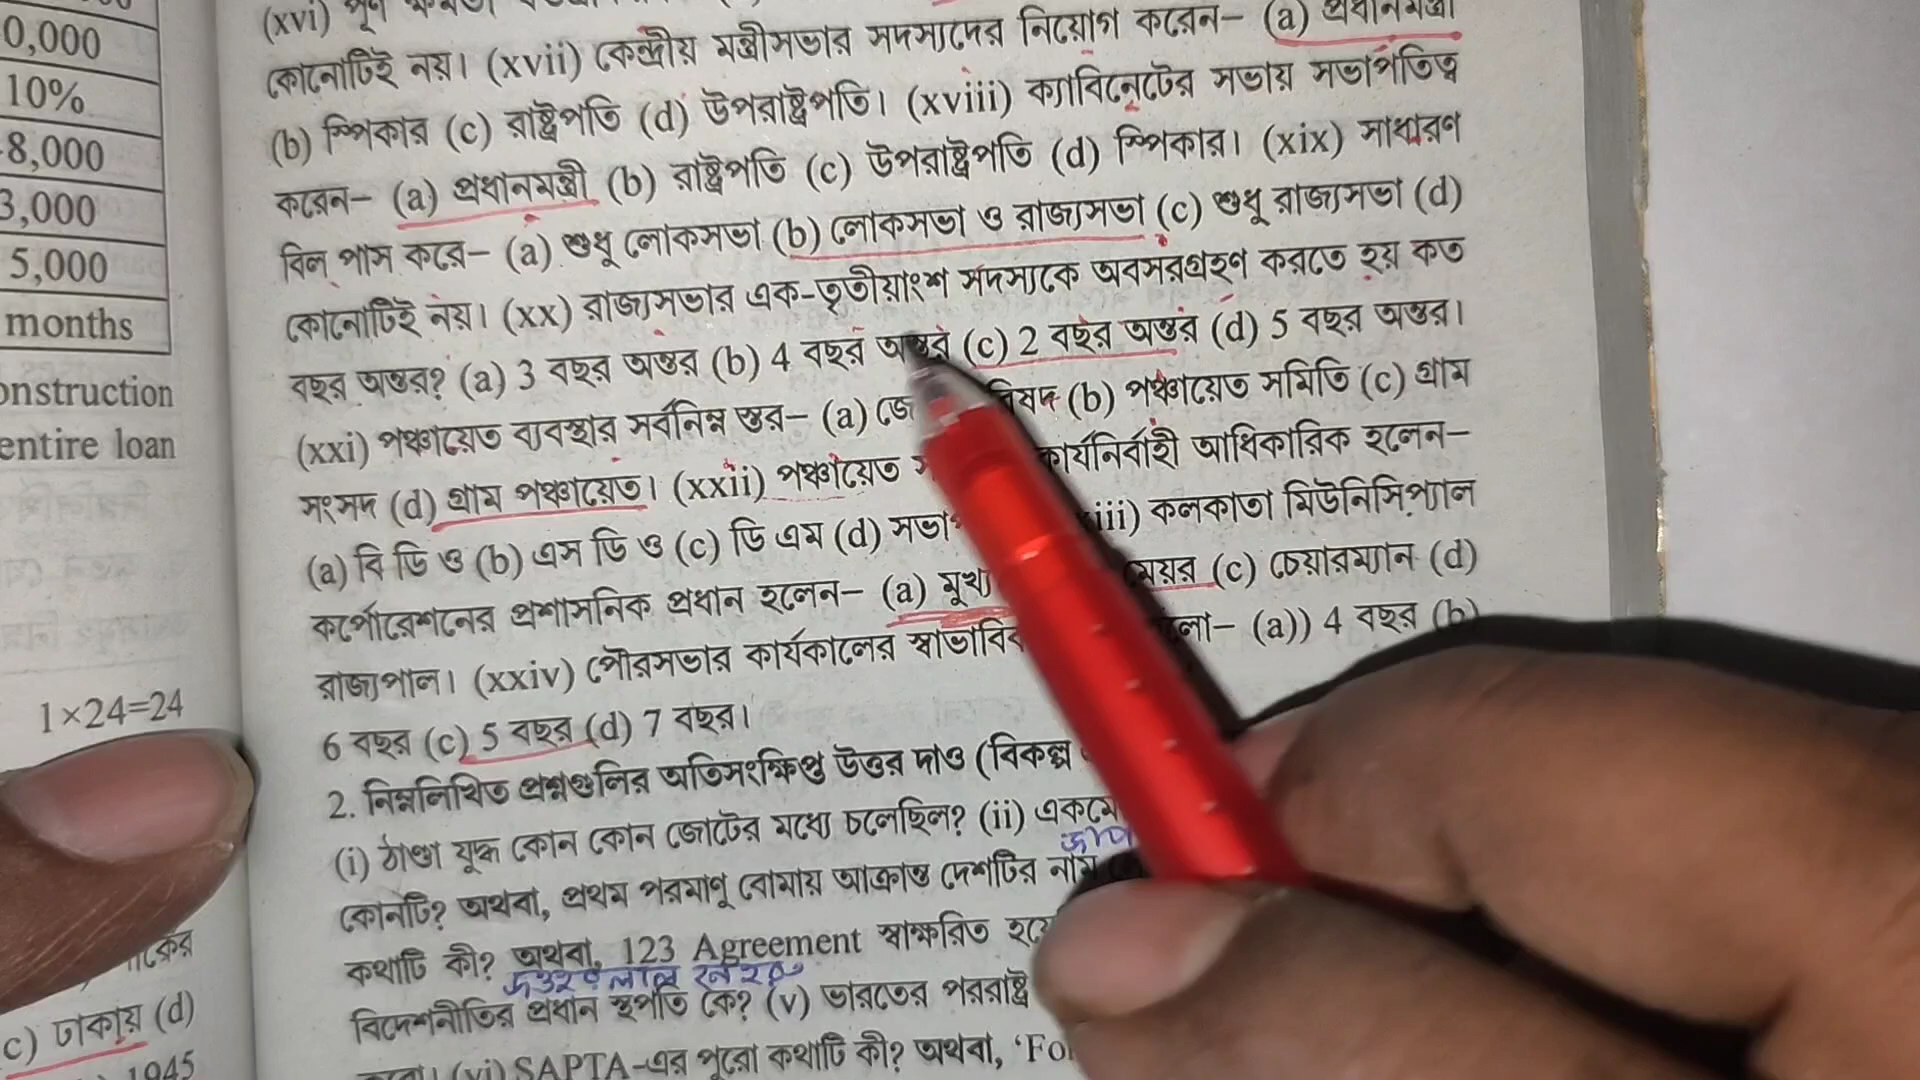 0,000
10%
8,000
3,000
5,000
months
onstruction
entire loan
1×24=24
c) ঢাকায় (d)
1945
(xvi) পূর্ণ
কোনোটিই নয়। (xvii) কেন্দ্রীয় মন্ত্রীসভার সদস্যদের নিয়োগ করেন– (a) প্রধানমন্ত্রী
(b) স্পিকার (c) রাষ্ট্রপতি (d) উপরাষ্ট্রপতি। (xviii) ক্যাবিনেটের সভায় সভাপতিত্ব
করেন– (a) প্রধানমন্ত্রী (b) রাষ্ট্রপতি (c) উপরাষ্ট্রপতি (d) স্পিকার। (xix) সাধারণ
বিল পাস করে– (a) শুধু লোকসভা (b) লোকসভা ও রাজ্যসভা (c) শুধু রাজ্যসভা (d)
কোনোটিই নয়। (xx) রাজ্যসভার এক-তৃতীয়াংশ সদস্যকে অবসরগ্রহণ করতে হয় কত
বছর অন্তর? (a) 3 বছর অন্তর (b) 4 বছর অন্তর (c) 2 বছর অন্তর (d) 5 বছর অন্তর।
(xxi) পঞ্চায়েত ব্যবস্থার সর্বনিম্ন স্তর– (a) জে রিষদ (b) পঞ্চায়েত সমিতি (c) গ্রাম
সংসদ (d) গ্রাম পঞ্চায়েত। (xxii) পঞ্চায়েত কার্যনির্বাহী আধিকারিক হলেন–
(a) বি ডি ও (b) এস ডি ও (c) ডি এম (d) সভা iii) কলকাতা মিউনিসিপ্যাল
কর্পোরেশনের প্রশাসনিক প্রধান হলেন– (a) মুখ্য মেয়র (c) চেয়ারম্যান (d)
রাজ্যপাল। (xxiv) পৌরসভার কার্যকালের স্বাভাবিক লো– (a)) 4 বছর (b)
6 বছর (c) 5 বছর (d) 7 বছর।
2. নিম্নলিখিত প্রশ্নগুলির অতিসংক্ষিপ্ত উত্তর দাও (বিকল্প
(i) ঠাণ্ডা যুদ্ধ কোন কোন জোটের মধ্যে চলেছিল? (ii) একমে
জাপ
কোনটি? অথবা, প্রথম পরমাণু বোমায় আক্রান্ত দেশটির নাম
কথাটি কী? অথবা, 123 Agreement স্বাক্ষরিত হয়ে
জওহরলাল নেহরু
বিদেশনীতির প্রধান স্থপতি কে? (v) ভারতের পররাষ্ট্র
(vi) SAPTA-এর পুরো কথাটি কী? অথবা, ‘Fo